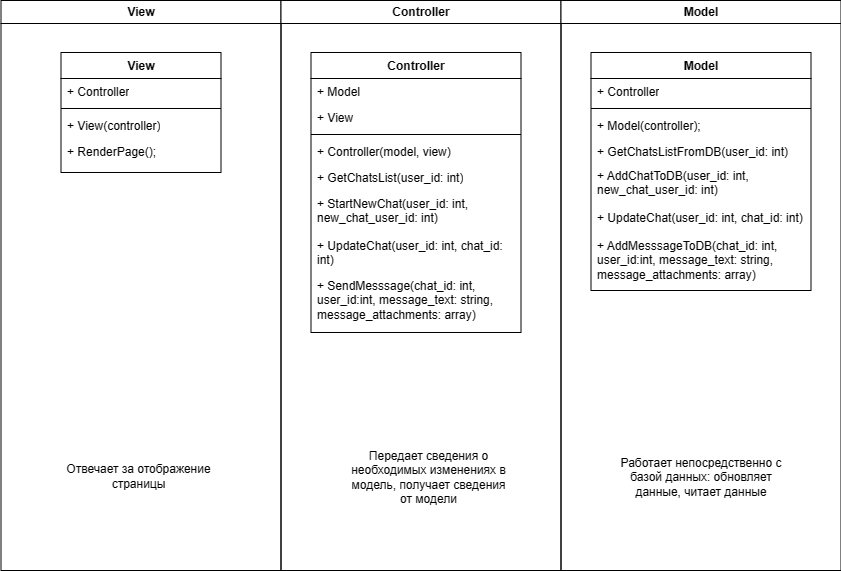 View
Controller
Model
View
+ Controller
+ View(controller)
+ RenderPage();
Отвечает за отображение
страницы
Controller
+ Model
+ View
+ Controller(model, view)
+ GetChatsList(user_id: int)
+ StartNewChat(user_id: int,
new_chat_user_id: int)
+ UpdateChat(user_id: int, chat_id:
int)
+ SendMesssage(chat_id: int,
user_id:int, message_text: string,
message_attachments: array)
Передает сведения о
необходимых изменениях в
модель, получает сведения
от модели
Model
+ Controller
+ Model(controller);
+ GetChatsListFromDB(user_id: int)
+ AddChatToDB(user_id: int,
new_chat_user_id: int)
+ UpdateChat(user_id: int, chat_id: int)
+ AddMesssageToDB(chat_id: int,
user_id:int, message_text: string,
message_attachments: array)
Работает непосредственно с
базой данных: обновляет
данные, читает данные